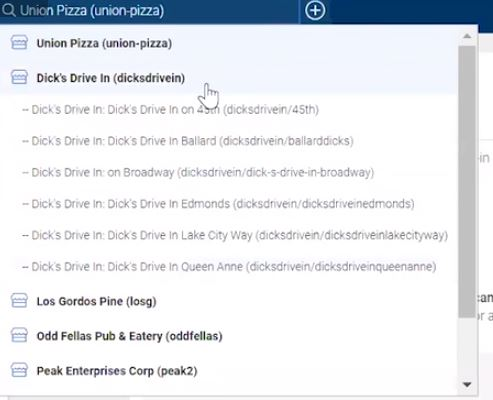 Union Pizza (union-pizza)
Union Pizza (union-pizza)
Dick's Drive In (dicksdrivein)
-- Dick's Drive In: Dick's Drive In on 45th (dicksdrivein/45th)
-- Dick's Drive In: Dick's Drive In Ballard (dicksdrivein/ballarddicks)
-- Dick's Drive In: on Broadway (dicksdrivein/dick-s-drive-in-broadway)
-- Dick's Drive In: Dick's Drive In Edmonds (dicksdrivein/dicksdriveinedmonds)
-- Dick's Drive In: Dick's Drive In Lake City Way (dicksdrivein/dicksdriveinlakecityway)
-- Dick's Drive In: Dick's Drive In Queen Anne (dicksdrivein/dicksdriveinqueenanne)
Los Gordos Pine (losg)
Odd Fellas Pub & Eatery (oddfellas)
Peak Enterprises Corp (peak2)